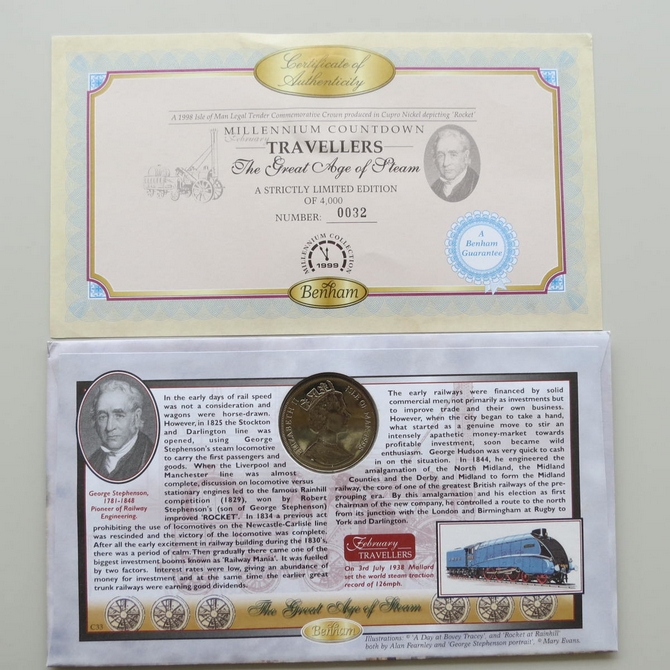 Certificate of
Authenticity
A 1998 Isle of Man Legal Tender Commemorative Crown produced in Cupro Nickel depicting 'Rocket'
MILLENNIUM COUNTDOWN
February
TRAVELLERS
The Great Age of Steam
A STRICTLY LIMITED EDITION
OF 4,000
NUMBER: 0032
MILLENNIUM COLLECTION
1999
A
Benham
Guarantee
Benham
In the early days of rail speed
was not a consideration and
wagons were horse-drawn.
However, in 1825 the Stockton
and Darlington line was
opened, using George
Stephenson's steam locomotive
to carry the first passengers
and goods. When the Liverpool and
Manchester line was almost
complete, discussion on locomotive versus
stationary engines led to the famous Rainhill
competition (1829), won by Robert
Stephenson's (son of George Stephenson)
improved 'ROCKET'. In 1834 a previous act
prohibiting the use of locomotives on the Newcastle-Carlisle line
was rescinded and the victory of the locomotive was complete.
After all the early excitement in railway building during the 1830's,
there was a period of calm. Then gradually there came one of the
biggest investment booms known as 'Railway Mania'. It was fuelled
by two factors. Interest rates were low, giving an abundance of
money for investment and at the same time the earlier great
trunk railways were earning good dividends.
George Stephenson,
1781-1848
Pioneer of Railway
Engineering.
ELIZABETH II
ISLE OF MAN 1998
The early railways were financed by solid
commercial men, not primarily as investments but
to improve trade and their own business.
However, when the city began to take a hand,
what started as a genuine move to stir an
intensely apathetic money-market towards
profitable investment, soon became wild
enthusiasm. George Hudson was very quick to cash
in on the situation. In 1844, he engineered the
amalgamation of the North Midland, the Midland
Counties and the Derby and Midland to form the Midland
railway, the core of one of the greatest British railways of the pre-
grouping era. By this amalgamation and his election as first
chairman of the new company, he controlled a route to the north
from its junction with the London and Birmingham at Rugby to
York and Darlington.
February
TRAVELLERS
On 3rd July 1938 Mallard
set the world steam traction
record of 126mph.
C33
The Great Age of Steam
Benham
Illustrations: © 'A Day at Bovey Tracey', and 'Rocket at Rainhill'
both by Alan Fearnley and 'George Stephenson portrait', © Mary Evans.